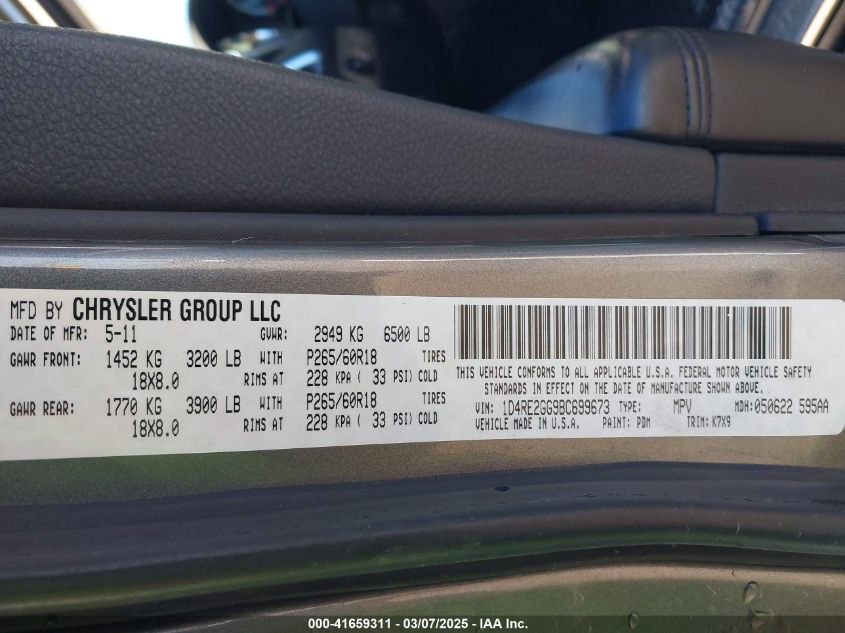 MFD BY CHRYSLER GROUP LLC
DATE OF MFR: 5-11 GVWR: 2949 KG 6500 LB
GAWR FRONT: 1452 KG 3200 LB WITH P265/60R18 TIRES
18X8.0 RIMS AT 228 KPA ( 33 PSI) COLD
GAWR REAR: 1770 KG 3900 LB WITH P265/60R18 TIRES
18X8.0 RIMS AT 228 KPA ( 33 PSI) COLD
THIS VEHICLE CONFORMS TO ALL APPLICABLE U.S.A. FEDERAL MOTOR VEHICLE SAFETY
STANDARDS IN EFFECT ON THE DATE OF MANUFACTURE SHOWN ABOVE.
VIN: 1D4RE2GG9BC699673 TYPE: MPV MDH: 050622 595AA
VEHICLE MADE IN U.S.A. PAINT: PDM TRIM: K7X9
000-41659311 - 03/07/2025 - IAA Inc.